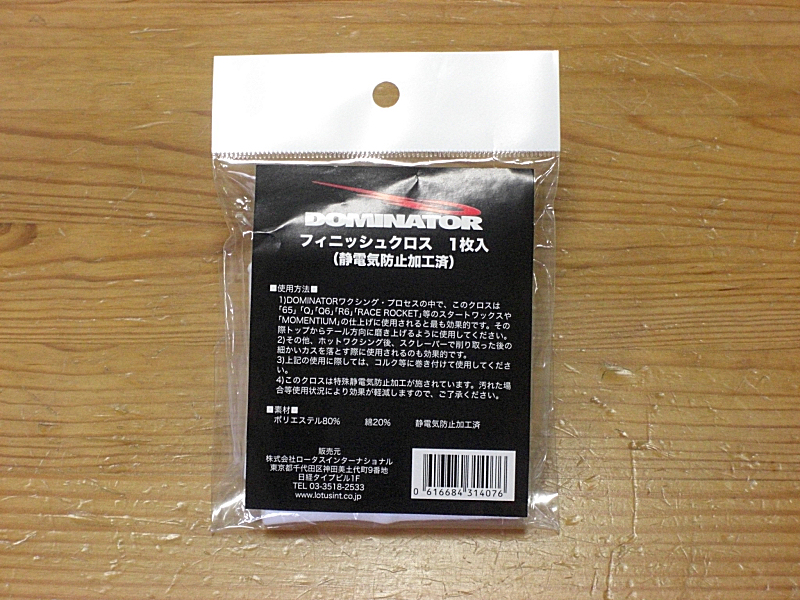 DOMINATOR
フィニッシュクロス 1枚入
(静電気防止加工済)
■使用方法■
1)DOMINATORワクシング・プロセスの中で、このクロスは
「65」「Q」「Q6」「R6」「RACE ROCKET」等のスタートワックスや
「MOMENTIUM」の仕上げに使用されると最も効果的です。その
際トップからテール方向に磨き上げるように使用してください。
2)その他、ホットワクシング後、スクレーパーで削り取った後の
細かいカスを落とす際に使用されるのも効果的です。
3)上記の使用に際しては、コルク等に巻き付けて使用してくださ
い。
4)このクロスは特殊静電気防止加工が施されています。汚れた場
合等使用状況により効果が軽減しますので、ご了承ください。
■素材■
ポリエステル80% 綿20% 静電気防止加工済
販売元
株式会社ロータスインターナショナル
東京都千代田区神田美土代町9番地
日経タイプビル1F
TEL 03-3518-2533
www.lotusint.co.jp
0 616684 314076